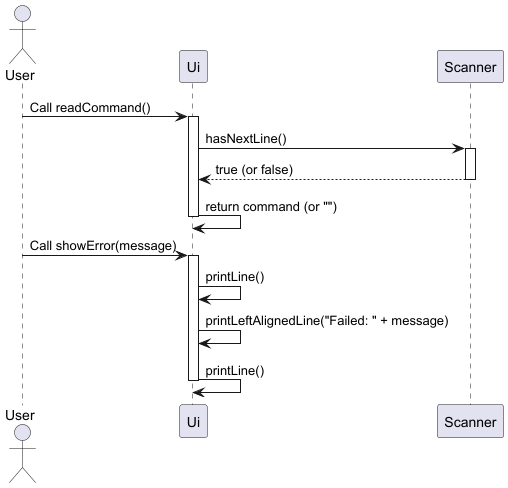 User
Ui
Scanner
Call readCommand()
hasNextLine()
true (or false)
return command (or "")
Call showError(message)
printLine()
printLeftAlignedLine("Failed: " + message)
printLine()
User
Ui
Scanner